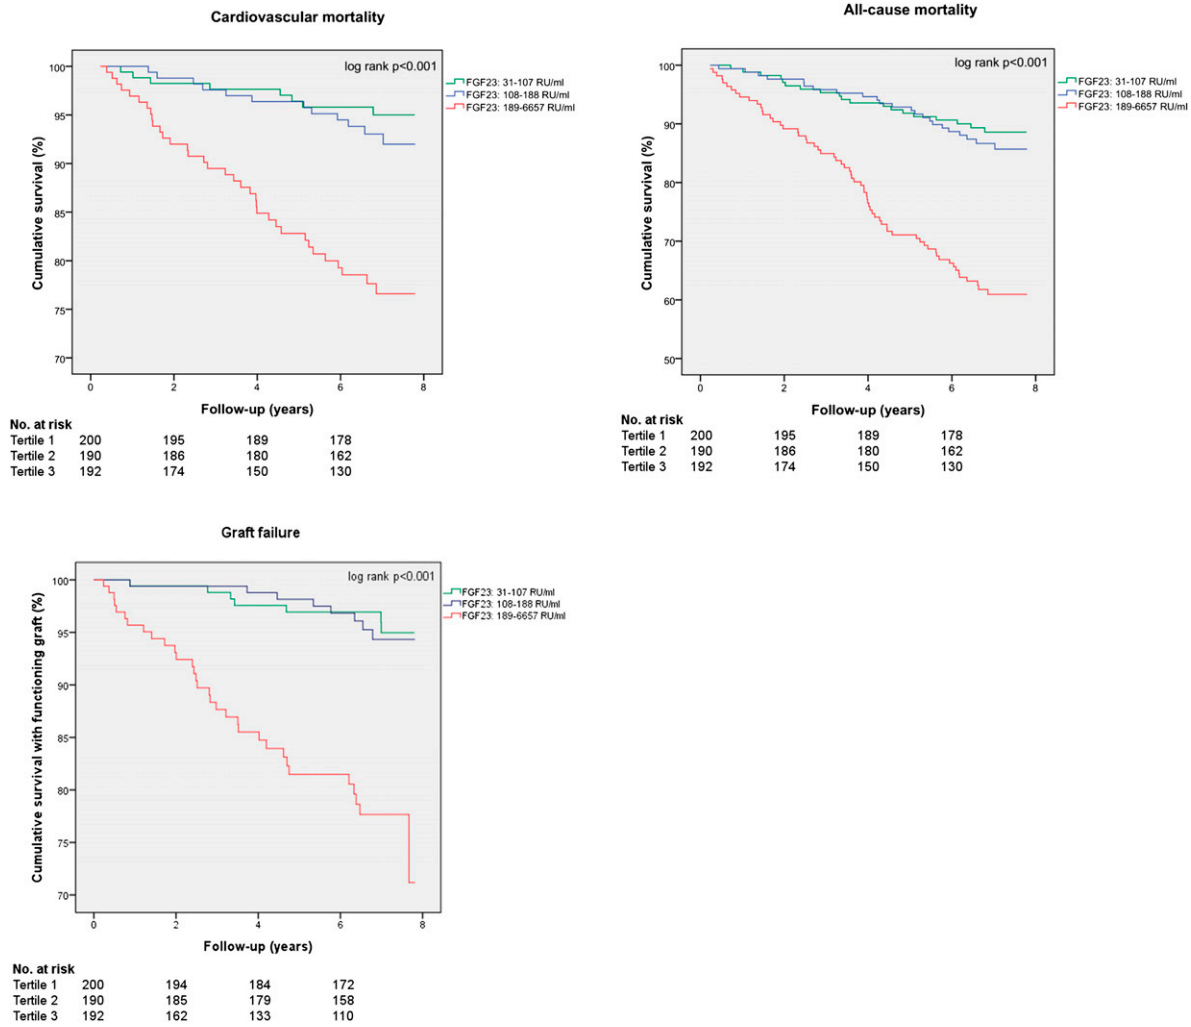 Cardiovascular mortality
log rank p<0.001
FGF23: 31-107 RU/ml
FGF23: 108-188 RU/ml
FGF23: 189-6657 RU/ml
Cumulative survival (%)
100
95
90
85
80
75
70
0 2 4 6 8
Follow-up (years)
No. at risk
Tertile 1 200 195 189 178
Tertile 2 190 186 180 162
Tertile 3 192 174 150 130
All-cause mortality
log rank p<0.001
FGF23: 31-107 RU/ml
FGF23: 108-188 RU/ml
FGF23: 189-6657 RU/ml
Cumulative survival (%)
100
90
80
70
60
50
0 2 4 6 8
Follow-up (years)
No. at risk
Tertile 1 200 195 189 178
Tertile 2 190 186 180 162
Tertile 3 192 174 150 130
Graft failure
log rank p<0.001
FGF23: 31-107 RU/ml
FGF23: 108-188 RU/ml
FGF23: 189-6657 RU/ml
Cumulative survival with functioning graft (%)
100
95
90
85
80
75
70
0 2 4 6 8
Follow-up (years)
No. at risk
Tertile 1 200 194 184 172
Tertile 2 190 185 179 158
Tertile 3 192 162 133 110